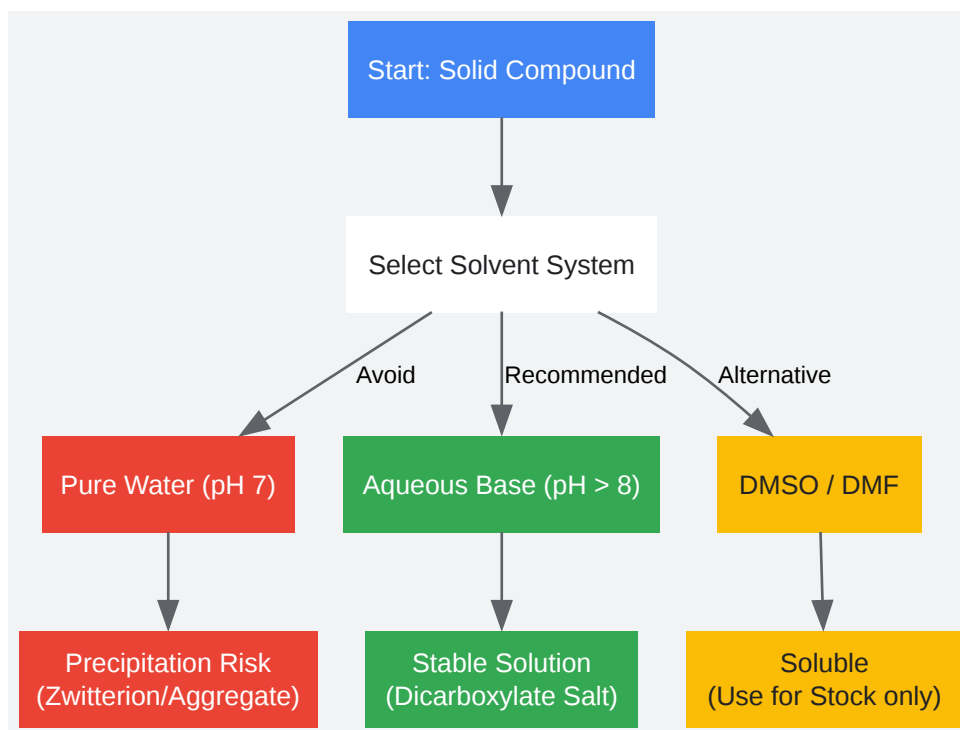 Start: Solid Compound
Select Solvent System
Avoid
Recommended
Alternative
Pure Water (pH 7)
Aqueous Base (pH > 8)
DMSO / DMF
Precipitation Risk
(Zwitterion/Aggregate)
Stable Solution
(Dicarboxylate Salt)
Soluble
(Use for Stock only)